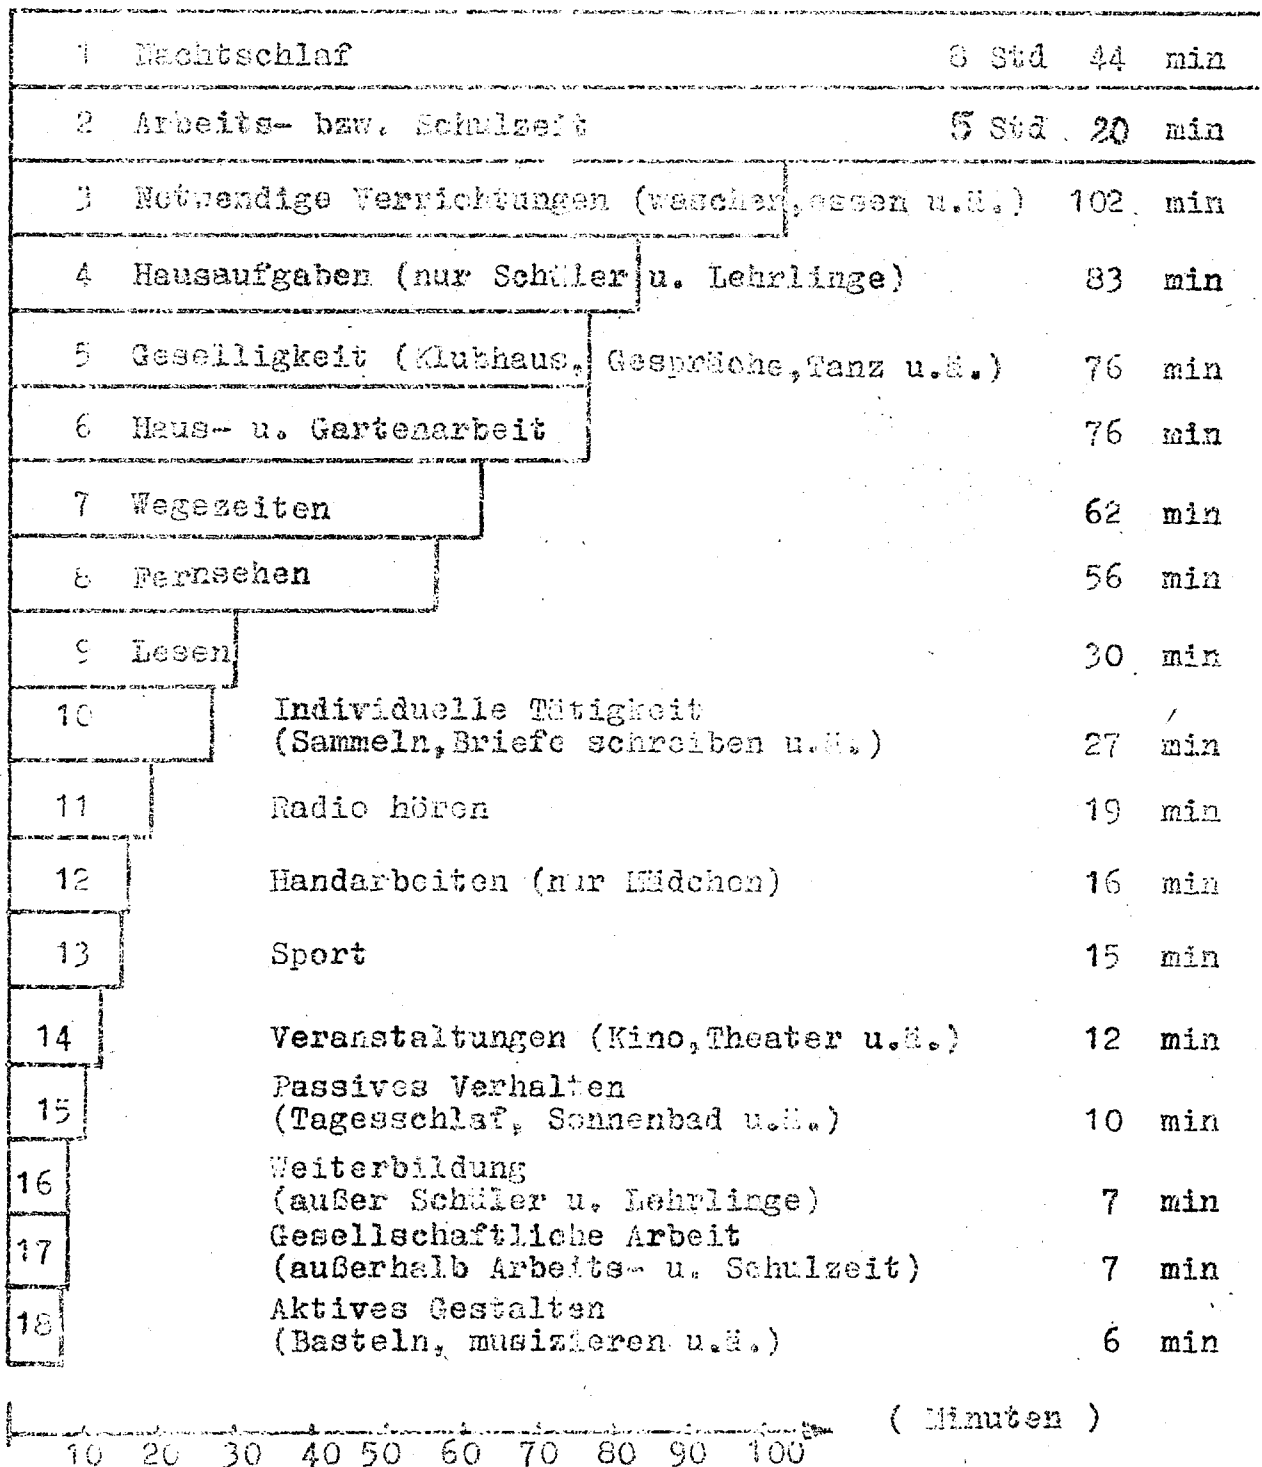 1 Nachtschlaf 8 Std 44 min
2 Arbeits- bzw. Schulzeit 5 Std 20 min
3 Notwendige Verrichtungen (waschen,essen u.ä.) 102 min
4 Hausaufgaben (nur Schüler u. Lehrlinge) 83 min
5 Geselligkeit (Klubhaus, Gespräche,Tanz u.ä.) 76 min
6 Haus- u. Gartenarbeit 76 min
7 Wegezeiten 62 min
8 Fernsehen 56 min
9 Lesen 30 min
10 Individuelle Tätigkeit
(Sammeln,Briefe schreiben u.ä.) 27 min
11 Radio hören 19 min
12 Handarbeiten (nur Mädchen) 16 min
13 Sport 15 min
14 Veranstaltungen (Kino,Theater u.ä.) 12 min
15 Passives Verhalten
(Tagesschlaf, Sonnenbad u.ä.) 10 min
16 Weiterbildung
(außer Schüler u. Lehrlinge) 7 min
17 Gesellschaftliche Arbeit
(außerhalb Arbeits- u. Schulzeit) 7 min
18 Aktives Gestalten
(Basteln, musizieren u.ä.) 6 min
( Minuten )
10 20 30 40 50 60 70 80 90 100